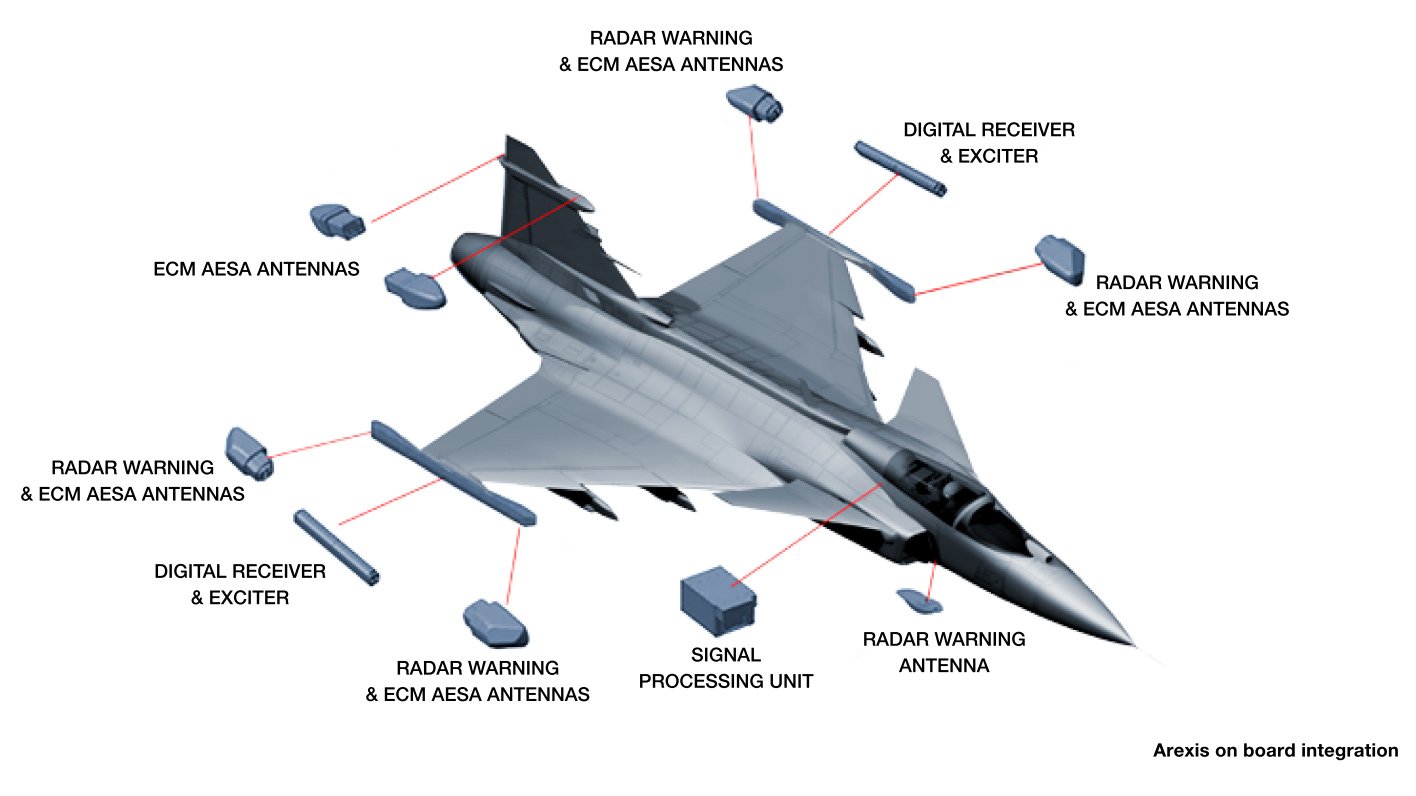 RADAR WARNING
& ECM AESA ANTENNAS
DIGITAL RECEIVER
& EXCITER
ECM AESA ANTENNAS
RADAR WARNING
& ECM AESA ANTENNAS
RADAR WARNING
& ECM AESA ANTENNAS
DIGITAL RECEIVER
& EXCITER
RADAR WARNING
& ECM AESA ANTENNAS
SIGNAL
PROCESSING UNIT
RADAR WARNING
ANTENNA
Arexis on board integration